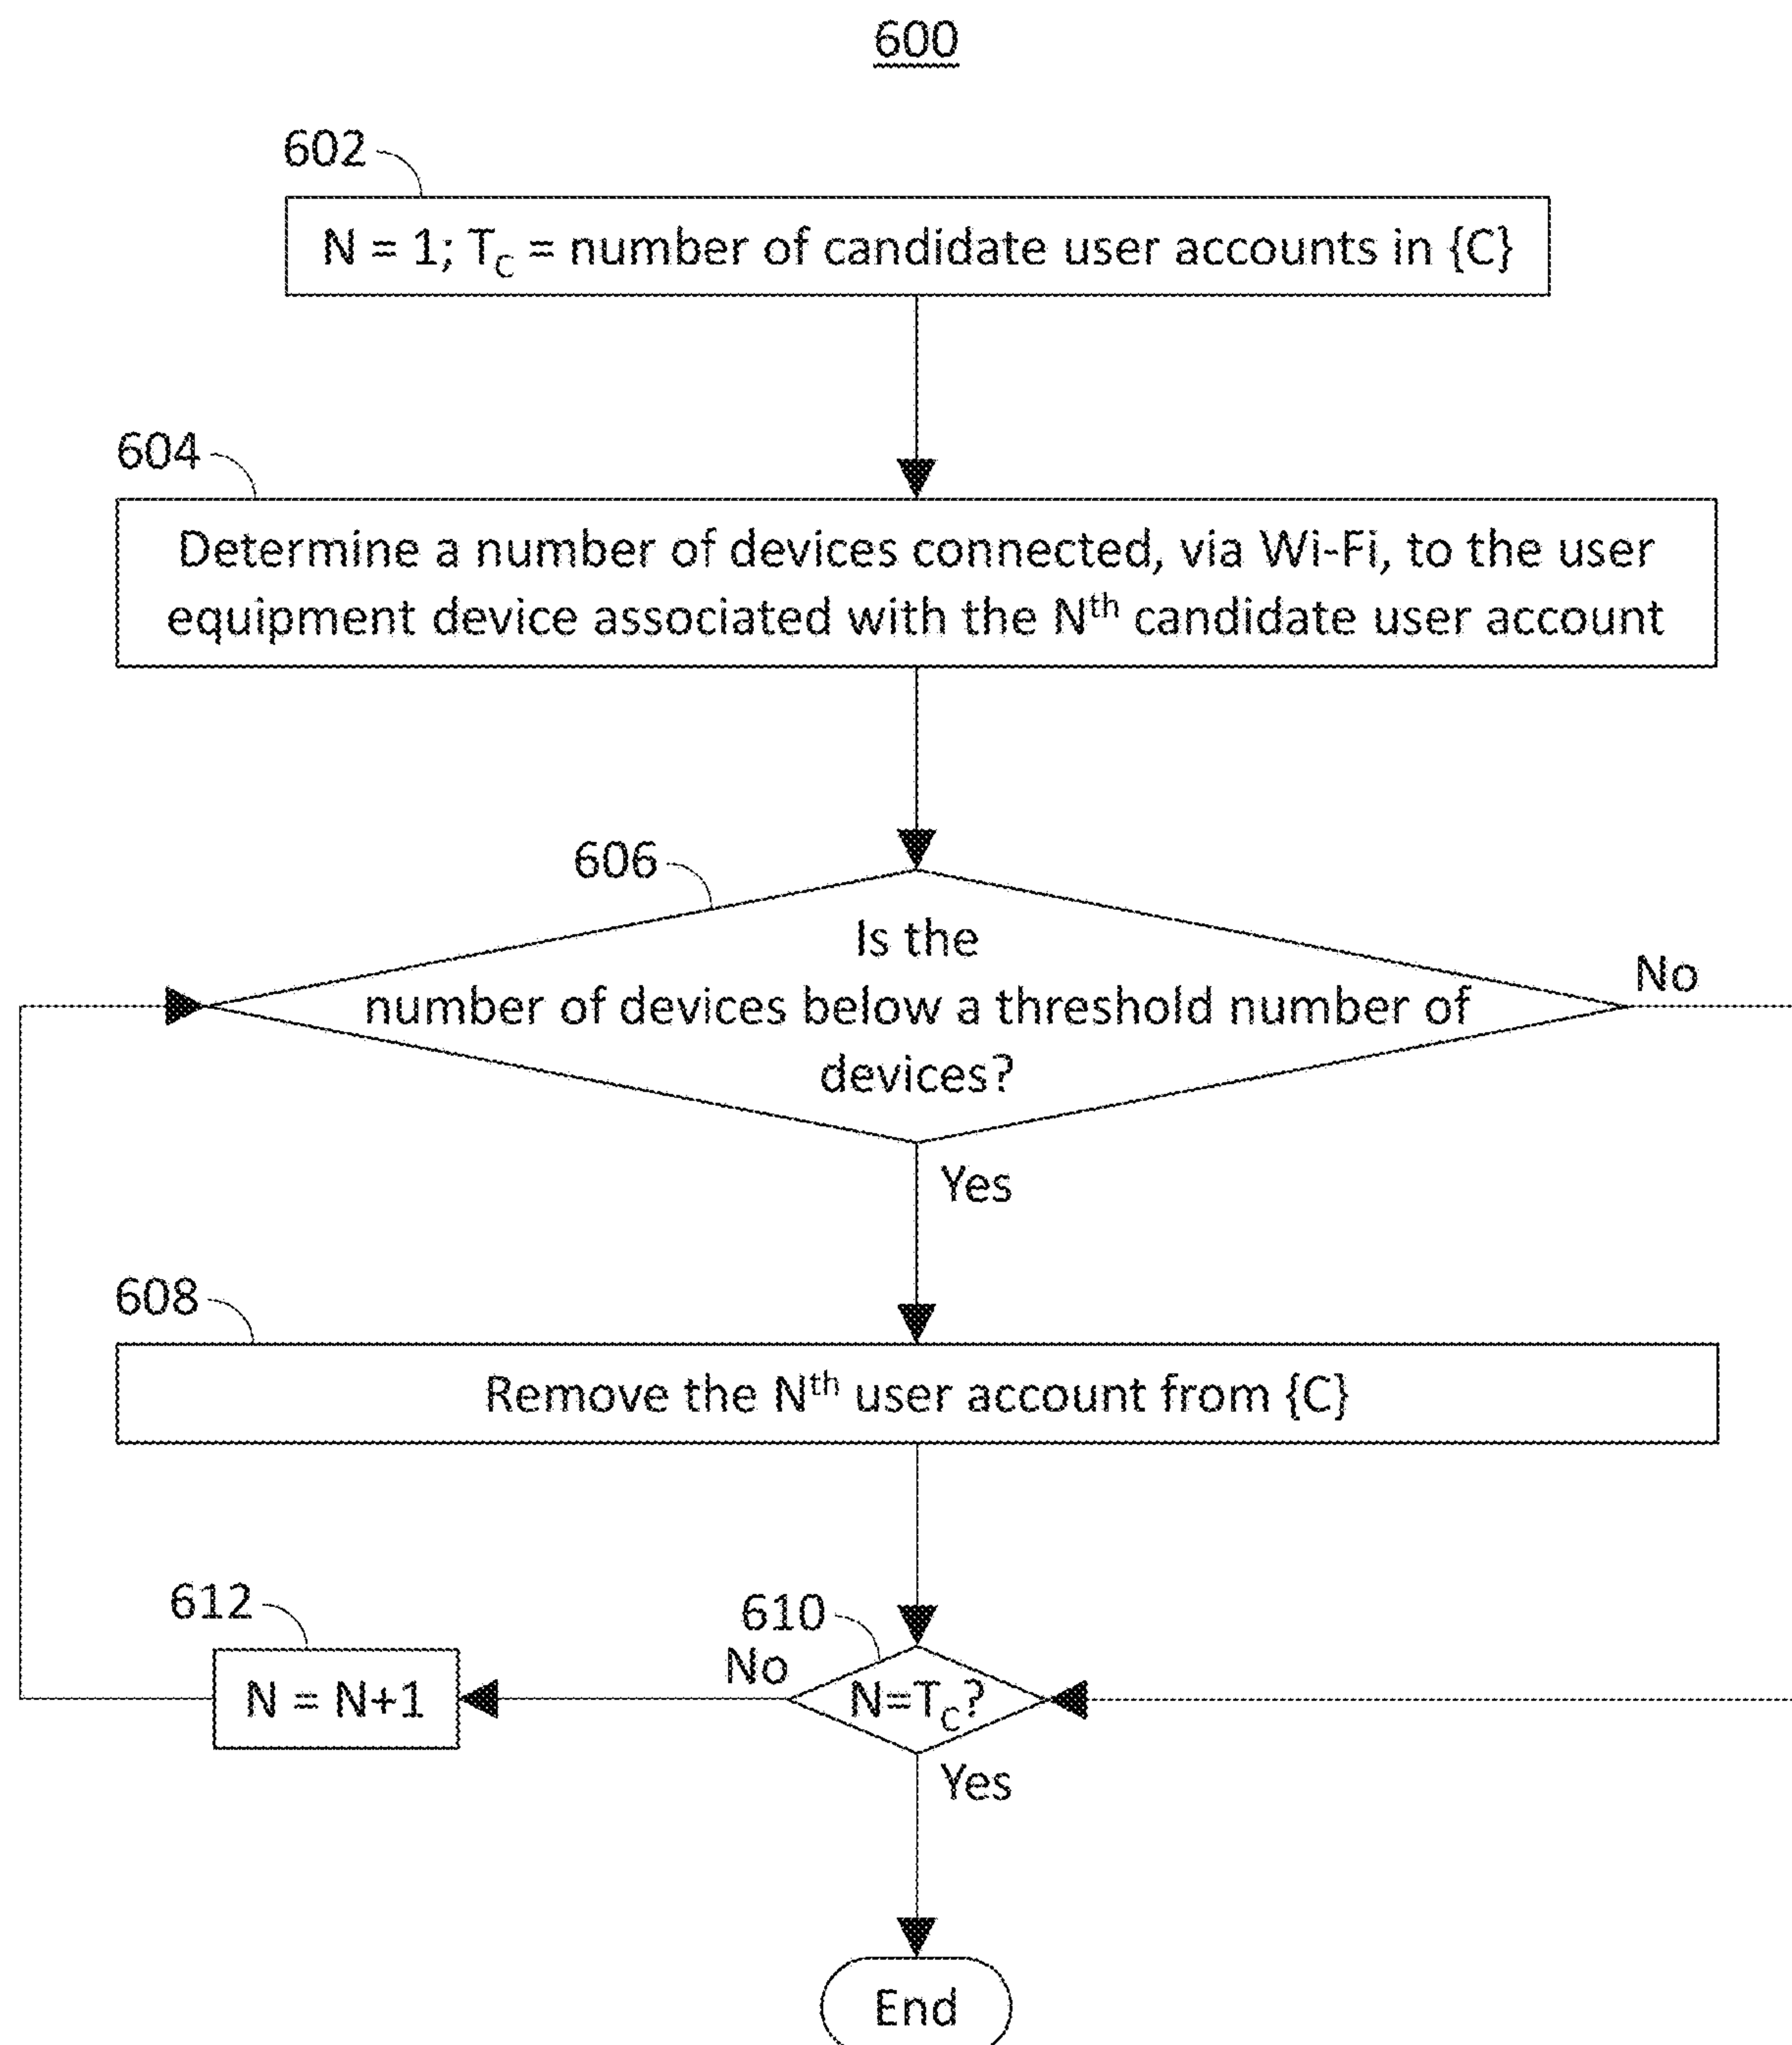 600
602
N = 1; T_C = number of candidate user accounts in {C}
604
Determine a number of devices connected, via Wi-Fi, to the user
equipment device associated with the Nth candidate user account
606
Is the
number of devices below a threshold number of
devices?
No
Yes
608
Remove the Nth user account from {C}
612
N = N+1
610
No
N=T_C?
Yes
End